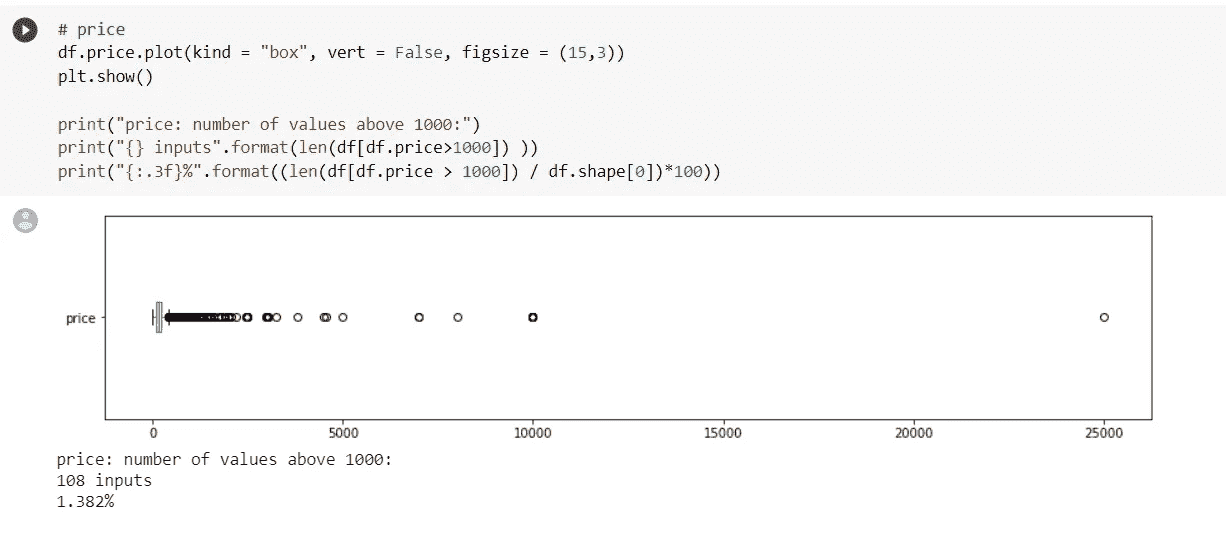 # price
df.price.plot(kind = "box", vert = False, figsize = (15,3))
plt.show()
print("price: number of values above 1000:")
print("{} inputs".format(len(df[df.price>1000]) ))
print("{:.3f}%".format((len(df[df.price > 1000]) / df.shape[0])*100))
price
0 5000 10000 15000 20000 25000
price: number of values above 1000:
108 inputs
1.382%